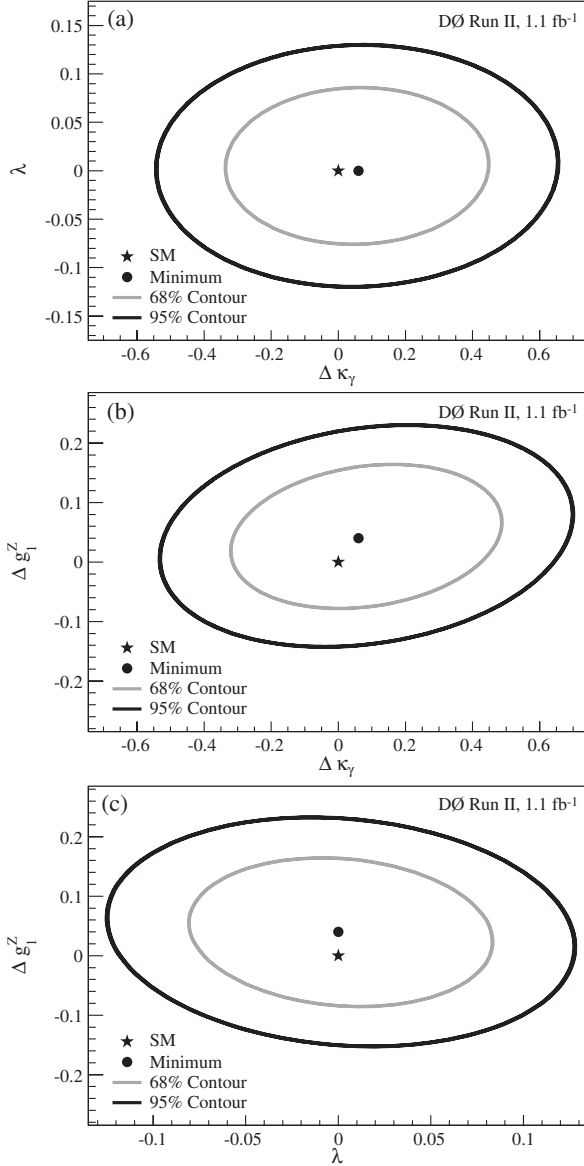 (a)
DØ Run II, 1.1 fb⁻¹
0.15
0.1
0.05
0
-0.05
-0.1
-0.15
λ
SM
Minimum
68% Contour
95% Contour
-0.6 -0.4 -0.2 0 0.2 0.4 0.6
Δ κγ
(b)
DØ Run II, 1.1 fb⁻¹
0.2
0.1
0
-0.1
-0.2
Δ g₁ᶻ
SM
Minimum
68% Contour
95% Contour
-0.6 -0.4 -0.2 0 0.2 0.4 0.6
Δ κγ
(c)
DØ Run II, 1.1 fb⁻¹
0.2
0.1
0
-0.1
-0.2
Δ g₁ᶻ
SM
Minimum
68% Contour
95% Contour
-0.1 -0.05 0 0.05 0.1
λ